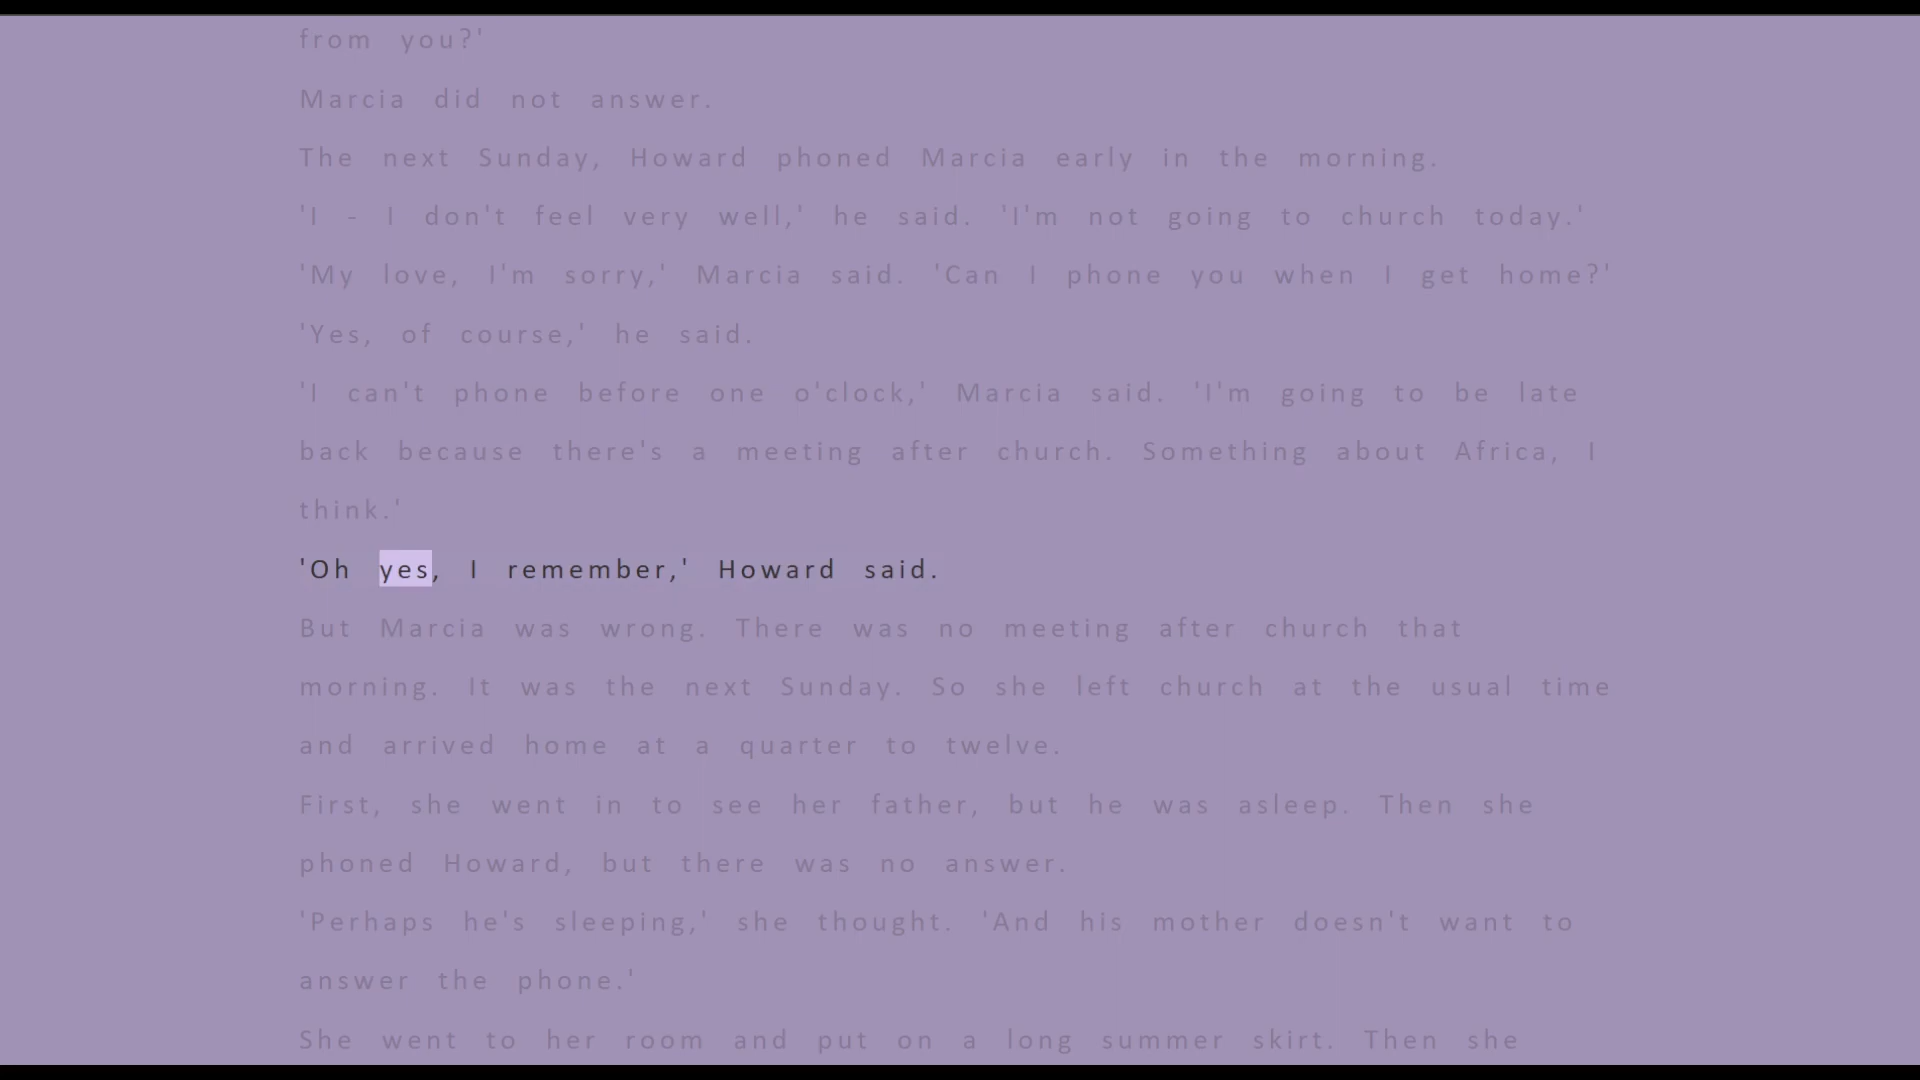 from you?'
Marcia did not answer.
The next Sunday, Howard phoned Marcia early in the morning.
'I - I don't feel very well,' he said. 'I'm not going to church today.'
'My love, I'm sorry,' Marcia said. 'Can I phone you when I get home?'
'Yes, of course,' he said.
'I can't phone before one o'clock,' Marcia said. 'I'm going to be late
back because there's a meeting after church. Something about Africa, I
think.'
'Oh yes, I remember,' Howard said.
But Marcia was wrong. There was no meeting after church that
morning. It was the next Sunday. So she left church at the usual time
and arrived home at a quarter to twelve.
First, she went in to see her father, but he was asleep. Then she
phoned Howard, but there was no answer.
'Perhaps he's sleeping,' she thought. 'And his mother doesn't want to
answer the phone.'
She went to her room and put on a long summer skirt. Then she